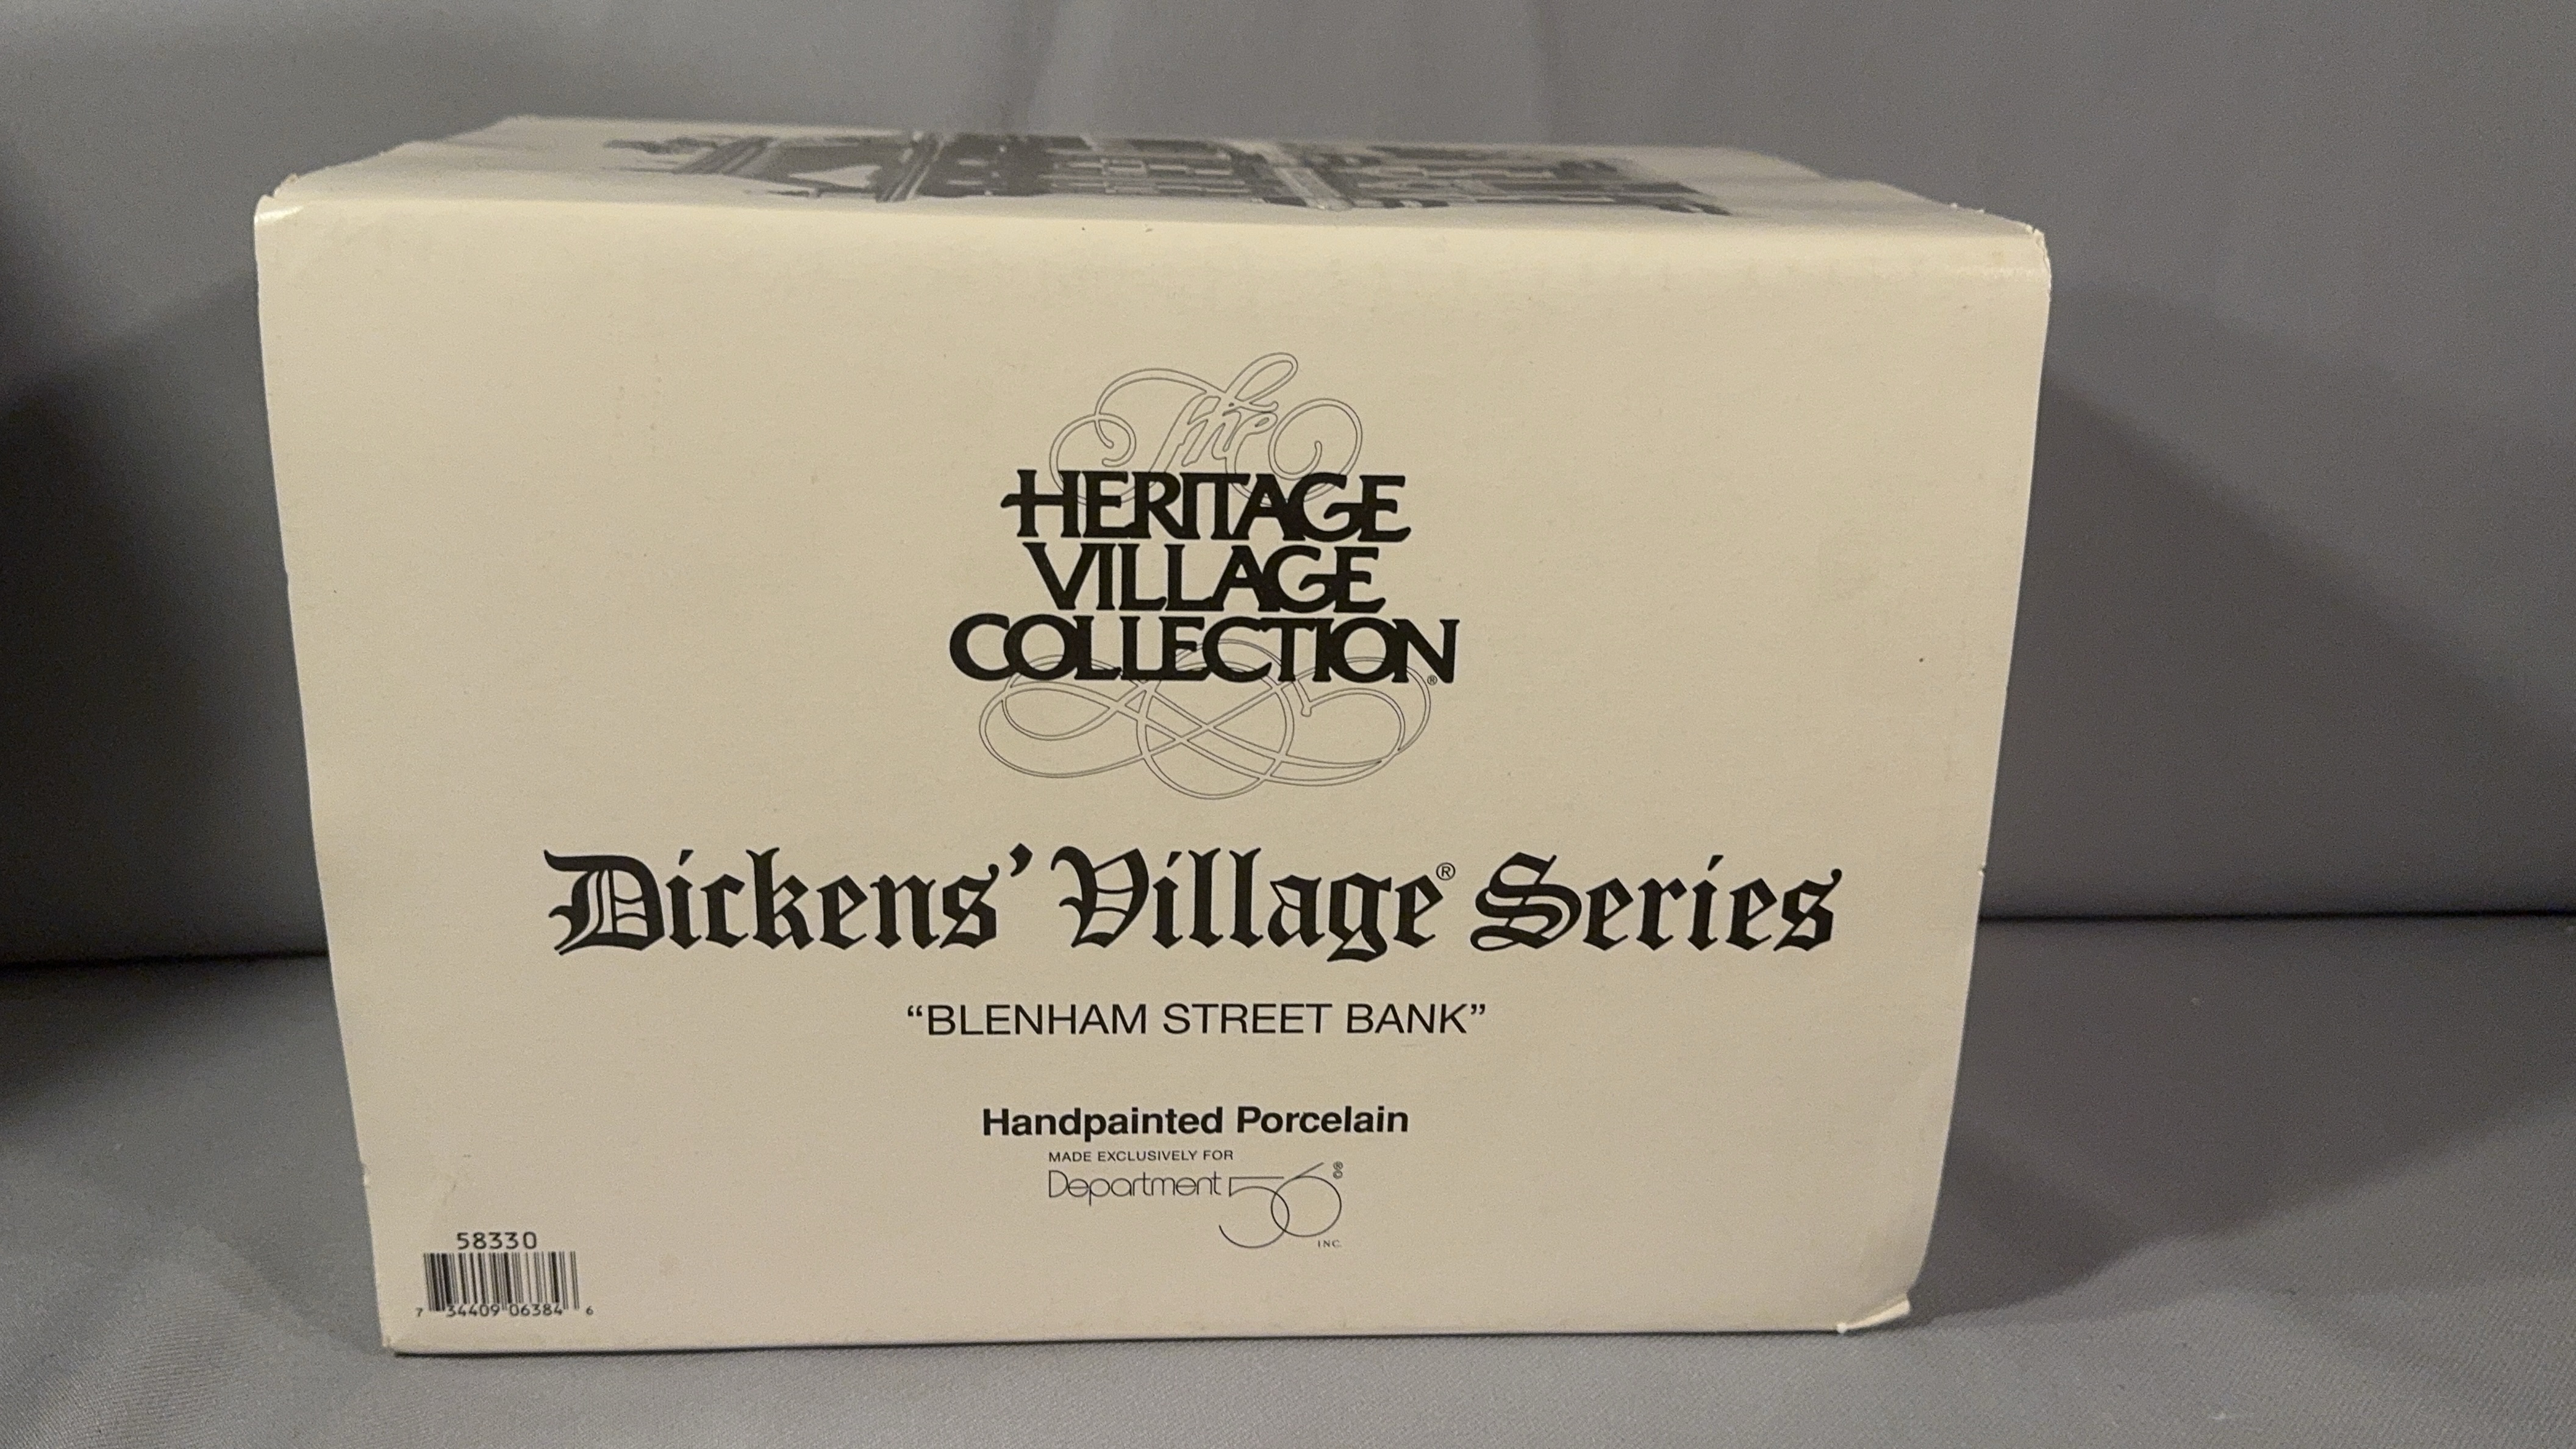 The
HERITAGE
VILLAGE
COLLECTION®
Dickens' Village® Series
“BLENHAM STREET BANK”
Handpainted Porcelain
MADE EXCLUSIVELY FOR
Department 56®©
INC.
58330
7 34409 06384 6